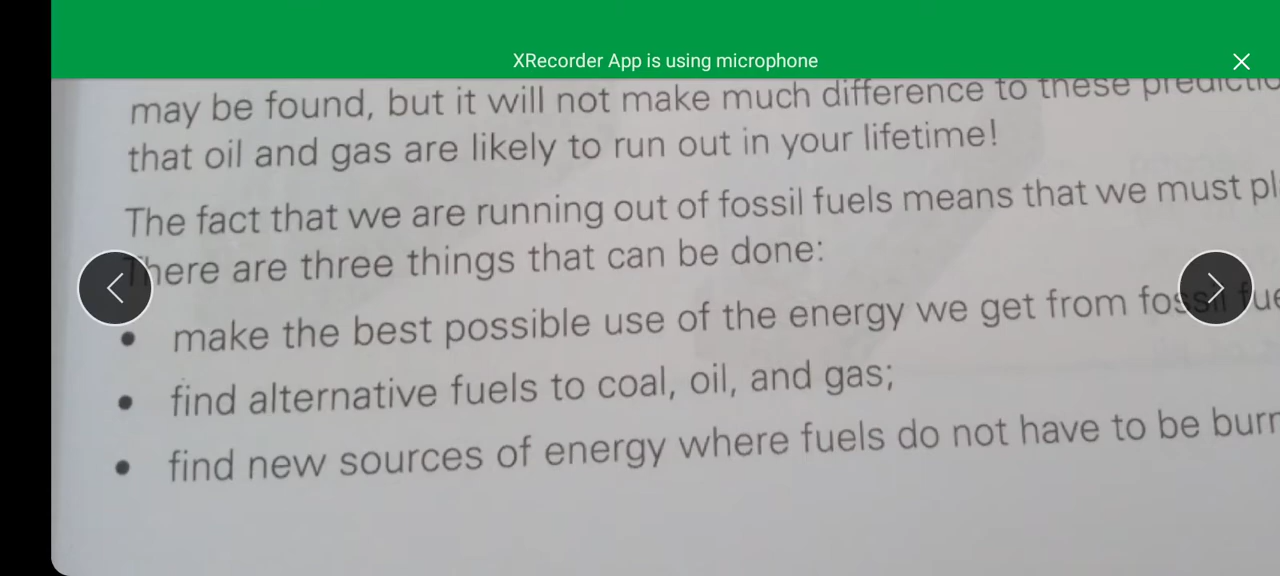 XRecorder App is using microphone
may be found, but it will not make much difference to these
that oil and gas are likely to run out in your lifetime!
The fact that we are running out of fossil fuels means that we must
There are three things that can be done:
• make the best possible use of the energy we get from fossil
• find alternative fuels to coal, oil, and gas;
• find new sources of energy where fuels do not have to be